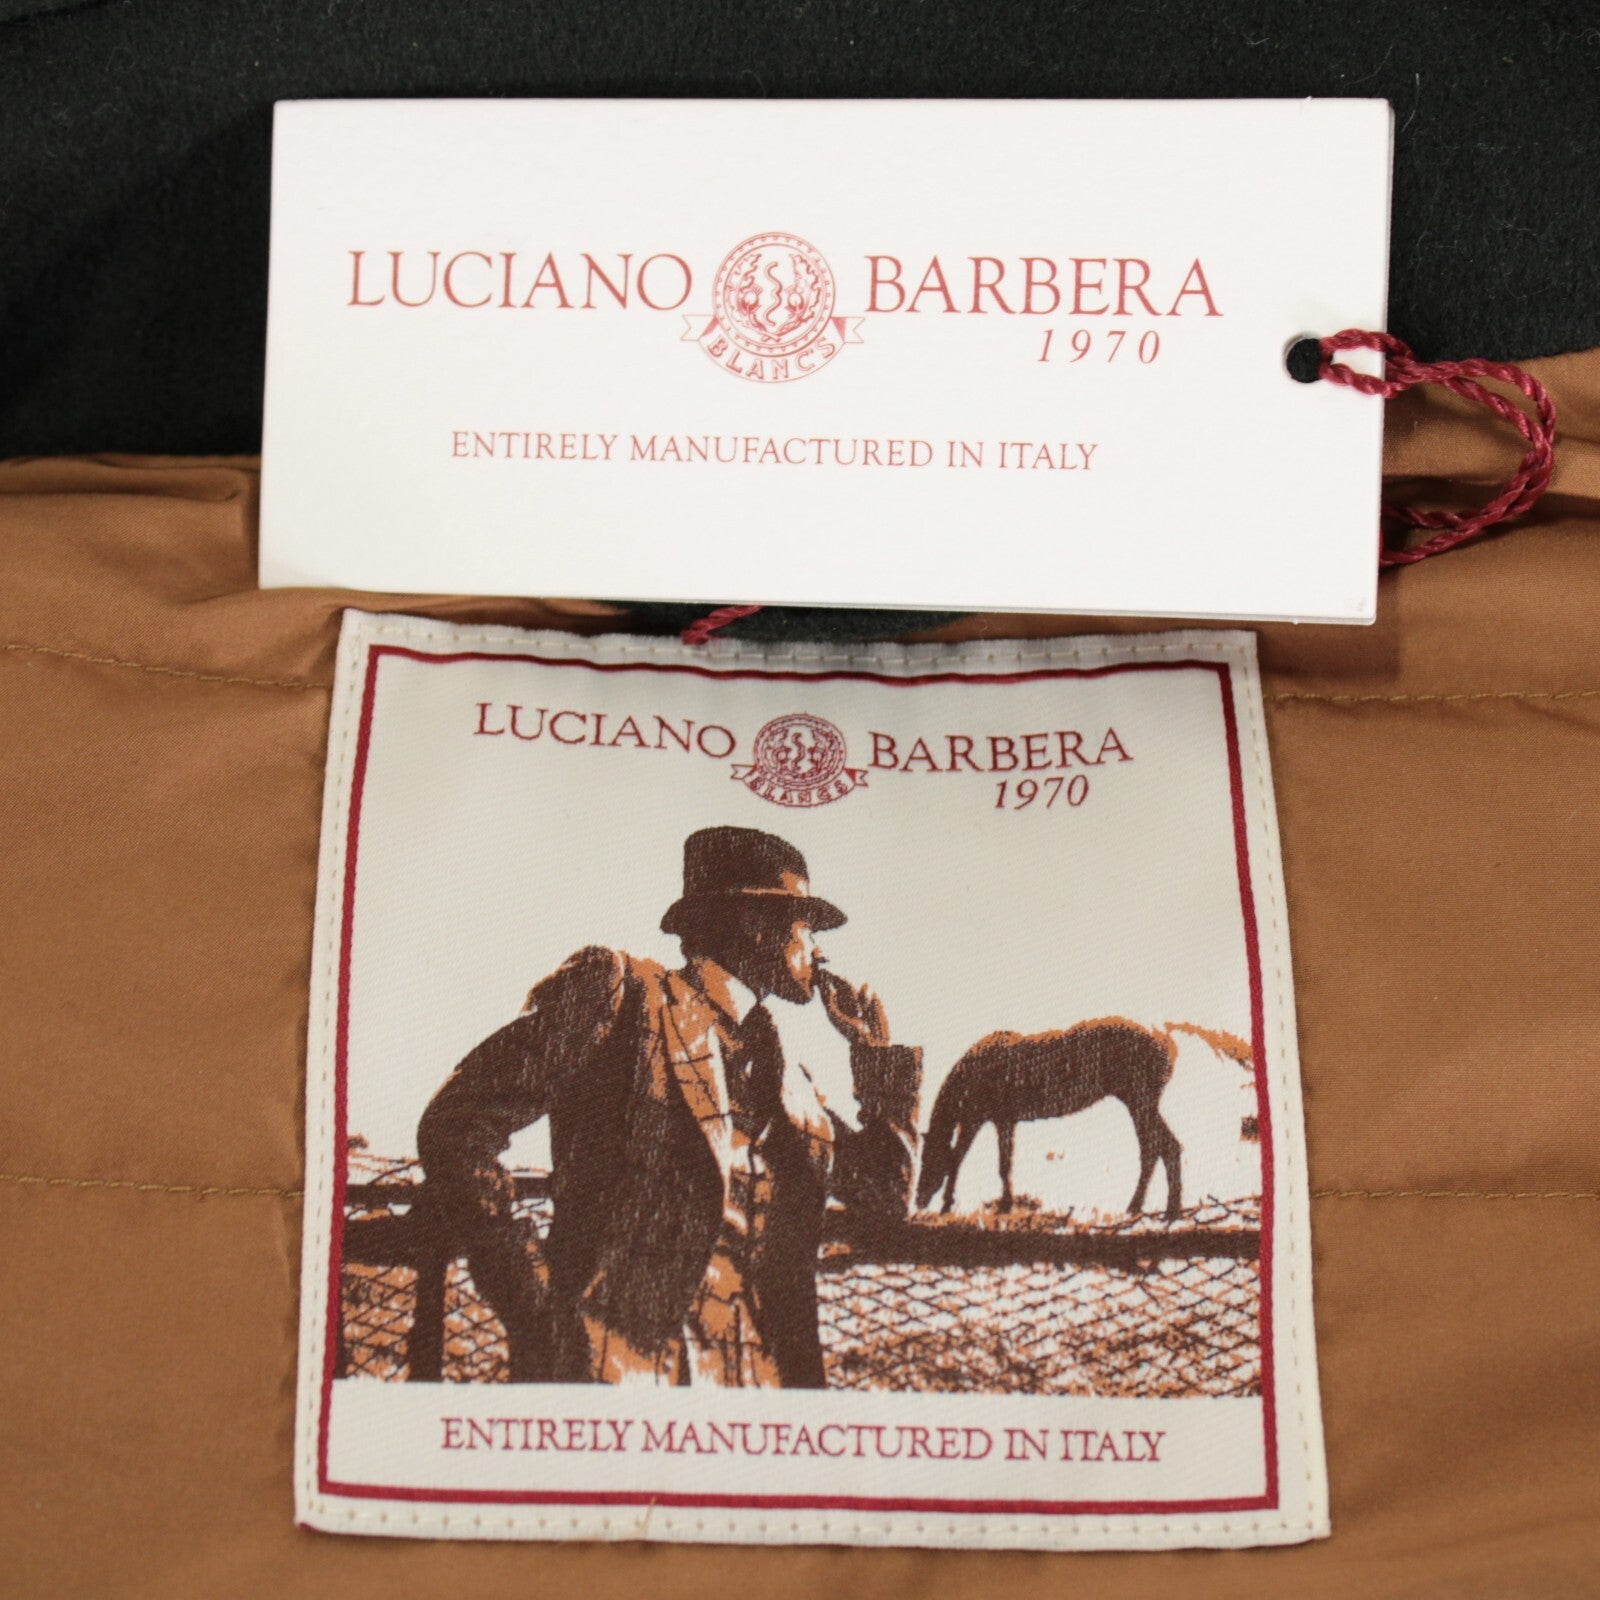 LUCIANO BARBERA
BLANCS
1970
ENTIRELY MANUFACTURED IN ITALY
LUCIANO BARBERA
BLANCS
1970
ENTIRELY MANUFACTURED IN ITALY